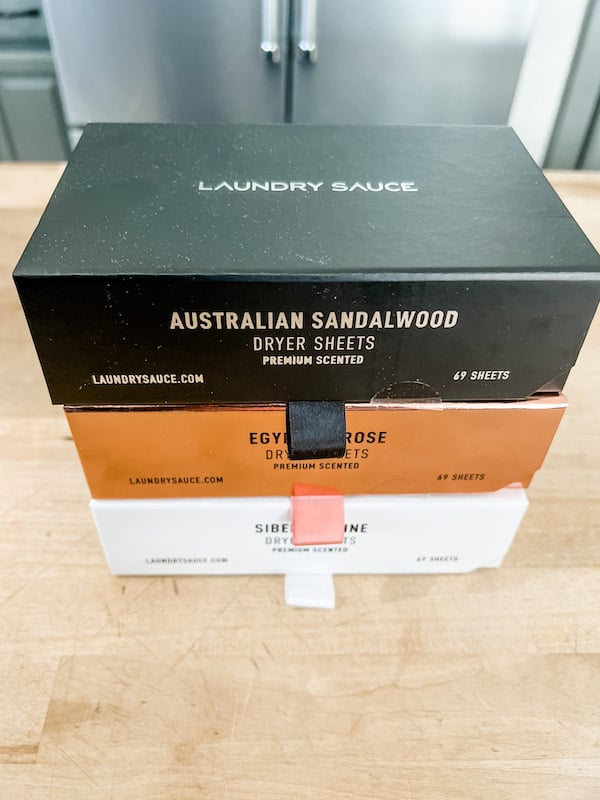 LAUNDRY SAUCE
AUSTRALIAN SANDALWOOD
DRYER SHEETS
PREMIUM SCENTED
LAUNDRYSAUCE.COM
69 SHEETS
ROSE
PREMIUM SCENTED
LAUNDRYSAUCE.COM
69 SHEETS
PREMIUM SCENTED
LAUNDRYSAUCE.COM
69 SHEETS